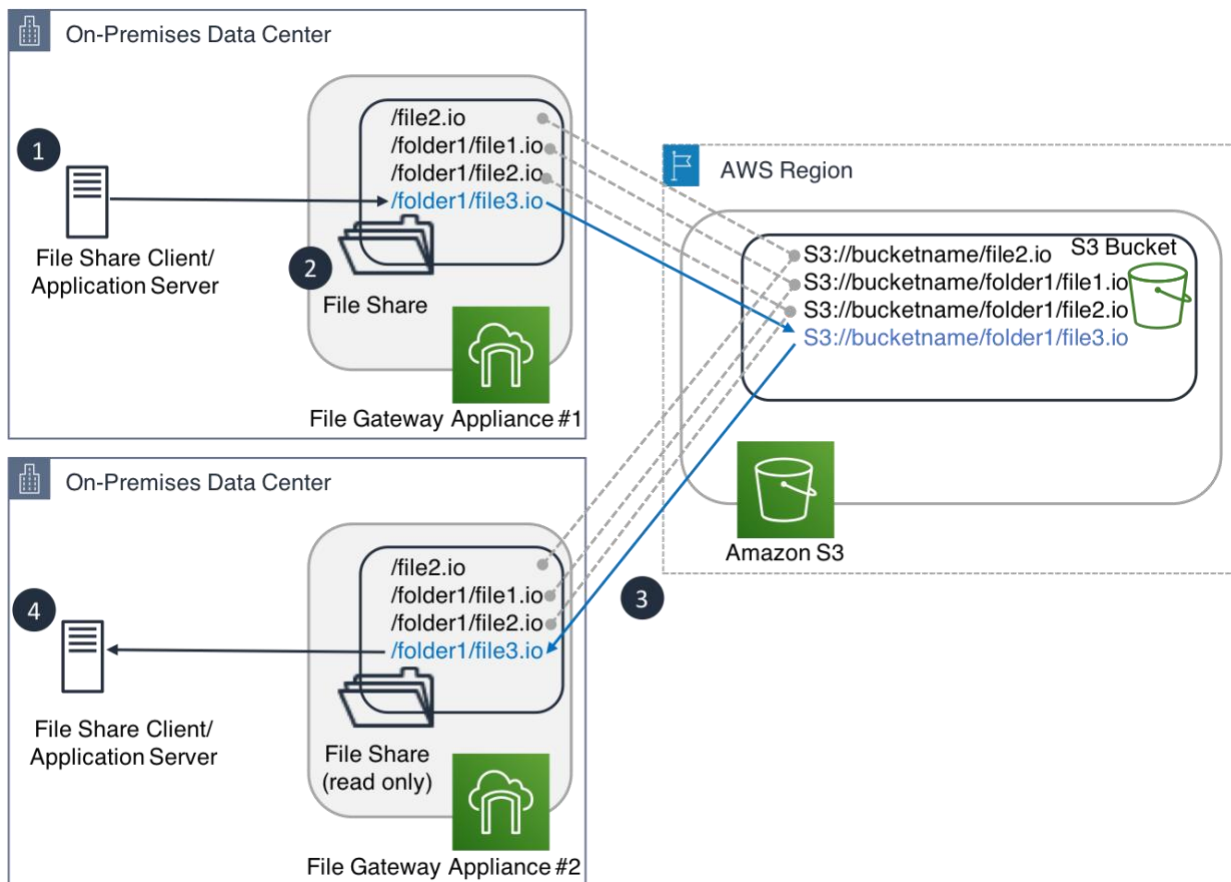 On-Premises Data Center
/file2.io
/folder1/file1.io
/folder1/file2.io
/folder1/file3.io
1
File Share Client/
Application Server
2
File Share
File Gateway Appliance #1
AWS Region
S3 Bucket
S3://bucketname/file2.io
S3://bucketname/folder1/file1.io
S3://bucketname/folder1/file2.io
S3://bucketname/folder1/file3.io
Amazon S3
3
On-Premises Data Center
/file2.io
/folder1/file1.io
/folder1/file2.io
/folder1/file3.io
4
File Share Client/
Application Server
File Share
(read only)
File Gateway Appliance #2